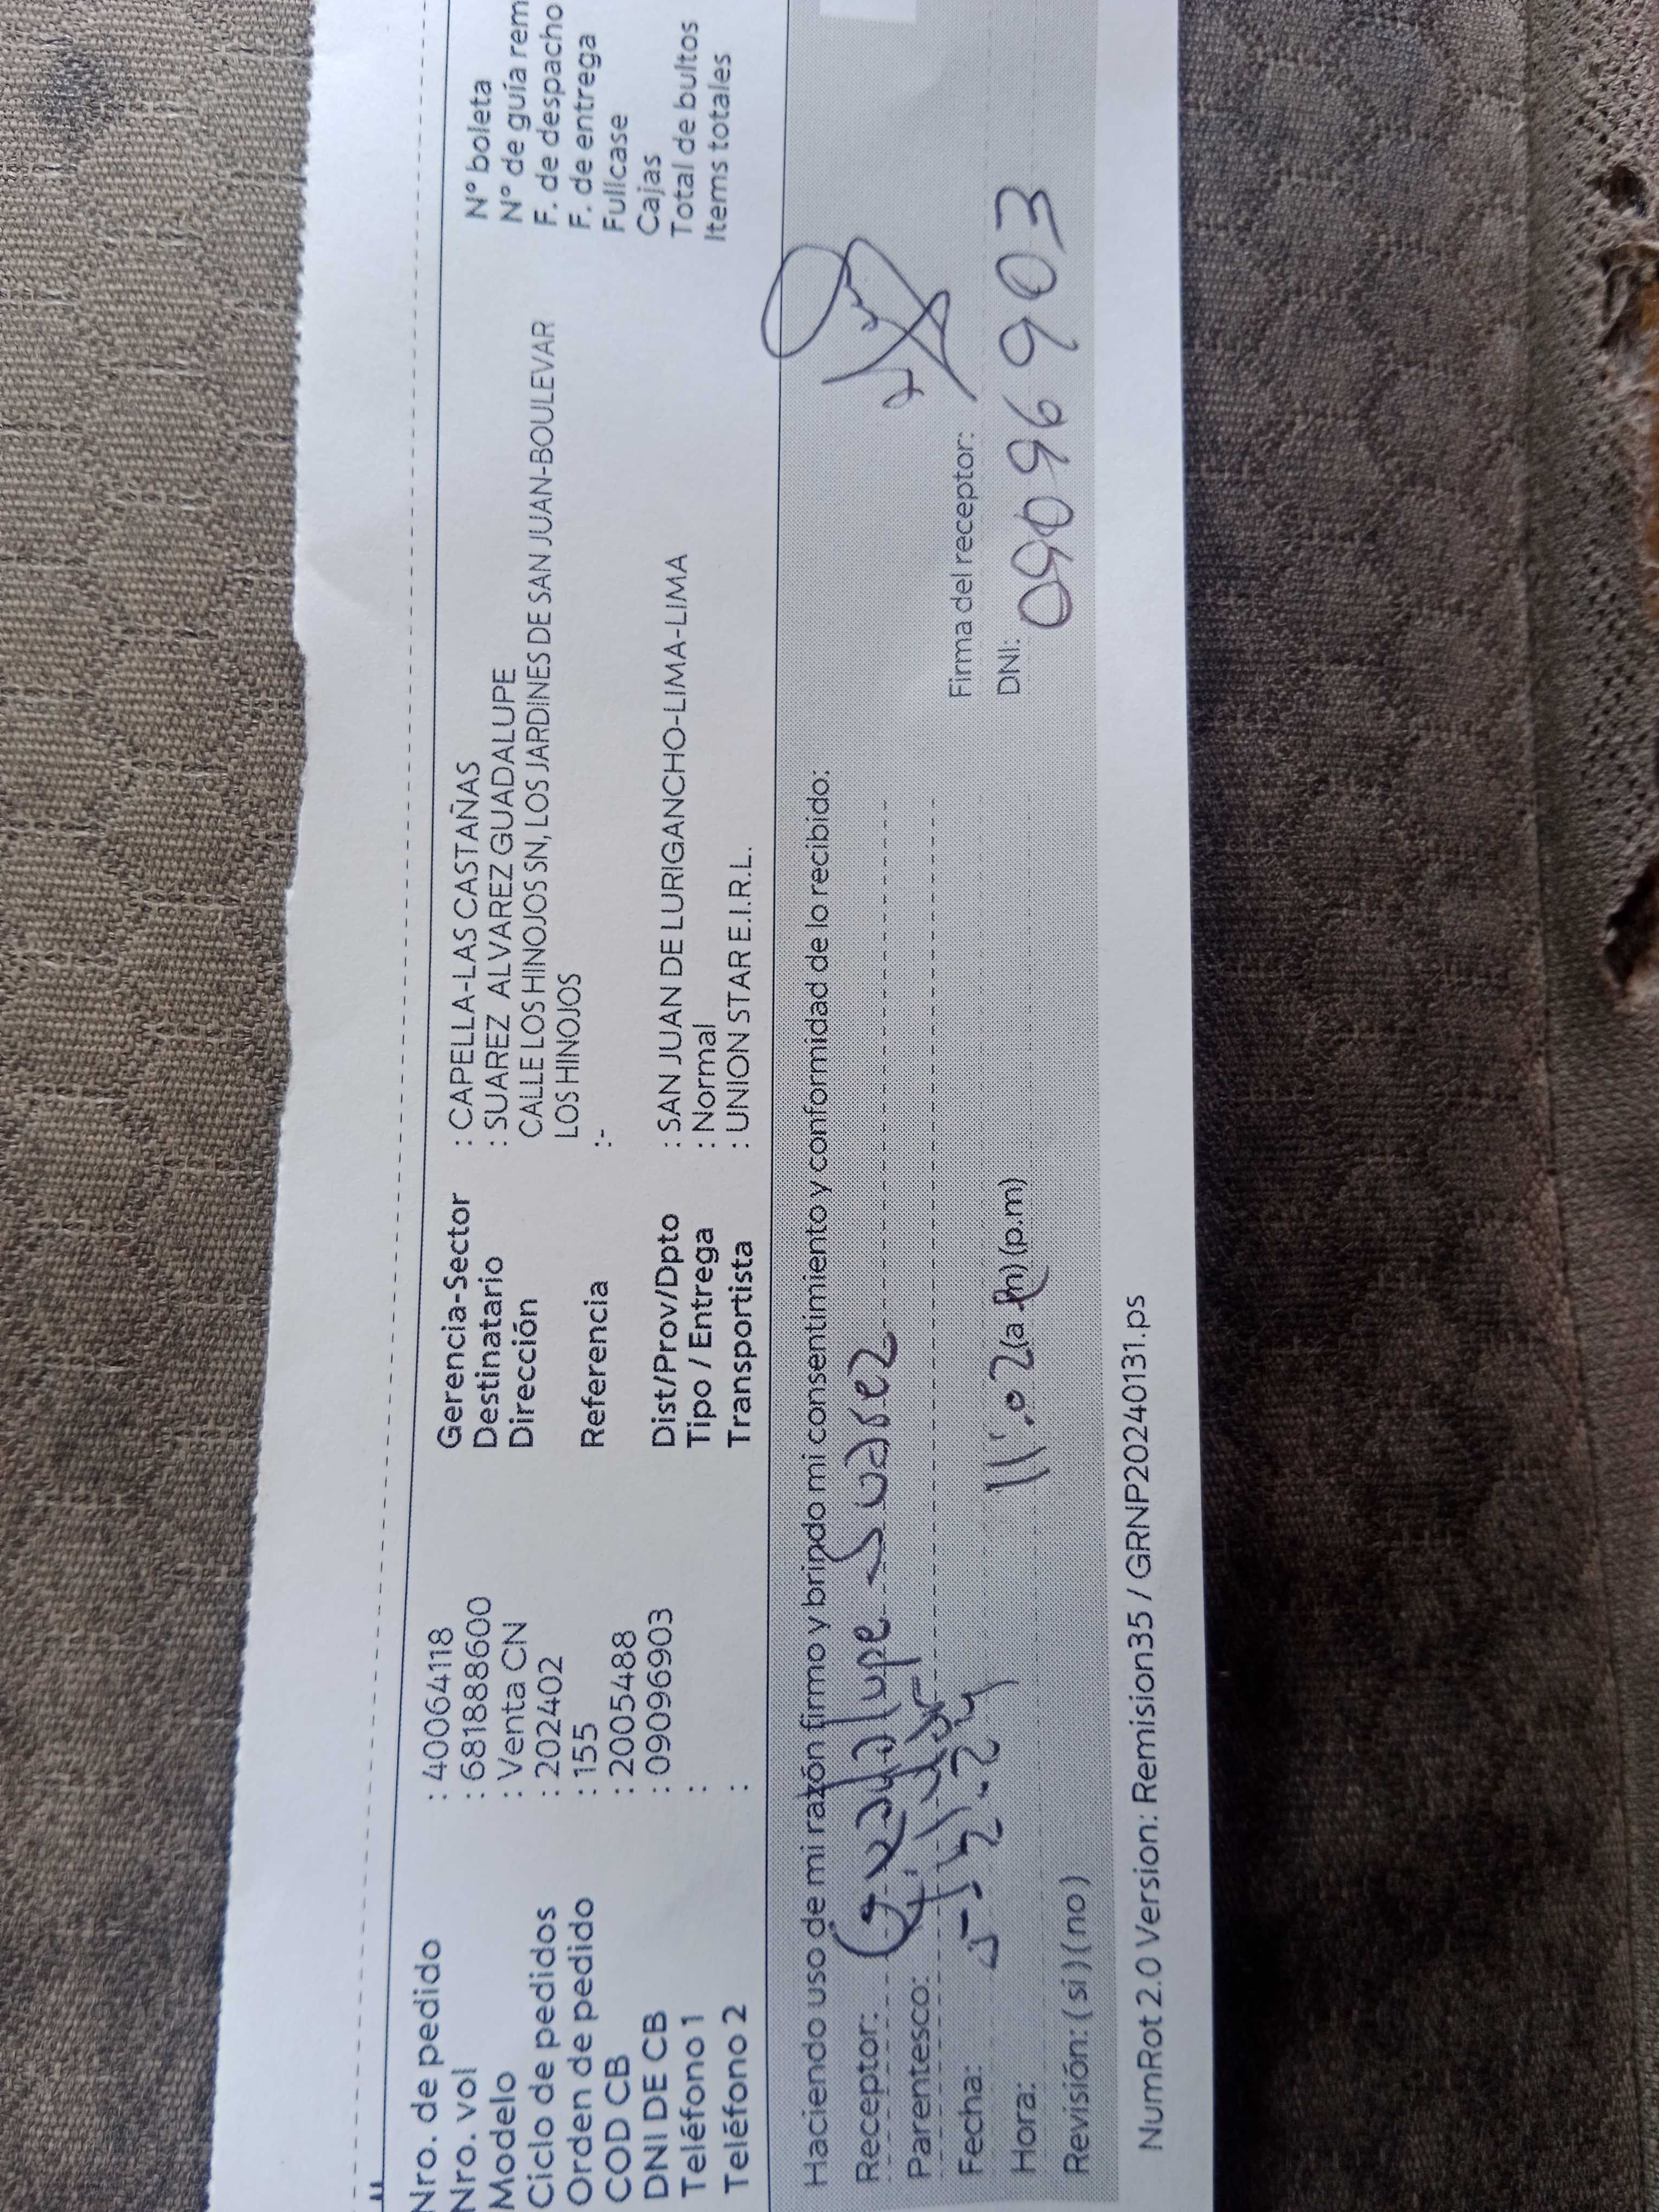 Nro. de pedido : 40064118
Nro. vol : 681888600
Modelo : Venta CN
Ciclo de pedidos : 202402
Orden de pedido : 155
COD CB : 2005488
DNI DE CB : 09096903
Teléfono 1 :
Teléfono 2 :
Gerencia-Sector : CAPELLA-LAS CASTAÑAS
Destinatario : SUAREZ ALVAREZ GUADALUPE
Dirección CALLE LOS HINOJOS SN, LOS JARDINES DE SAN JUAN-BOULEVAR
LOS HINOJOS
Referencia :-
Dist/Prov/Dpto : SAN JUAN DE LURIGANCHO-LIMA-LIMA
Tipo / Entrega : Normal
Transportista : UNION STAR E.I.R.L.
N° boleta
N° de guía rem
F. de despacho
F. de entrega
Fullcase
Cajas
Total de bultos
Items totales
Haciendo uso de mi razón firmo y brindo mi consentimiento y conformidad de lo recibido:
Receptor: Guadalupe Suarez
Parentesco: Titular
Fecha: 5-2-24
Hora: 11:02 (a.m) (p.m)
Revisión: ( si ) ( no )
Firma del receptor:
DNI: 09096903
NumRot 2.0 Version: Remision35 / GRNP20240131.ps